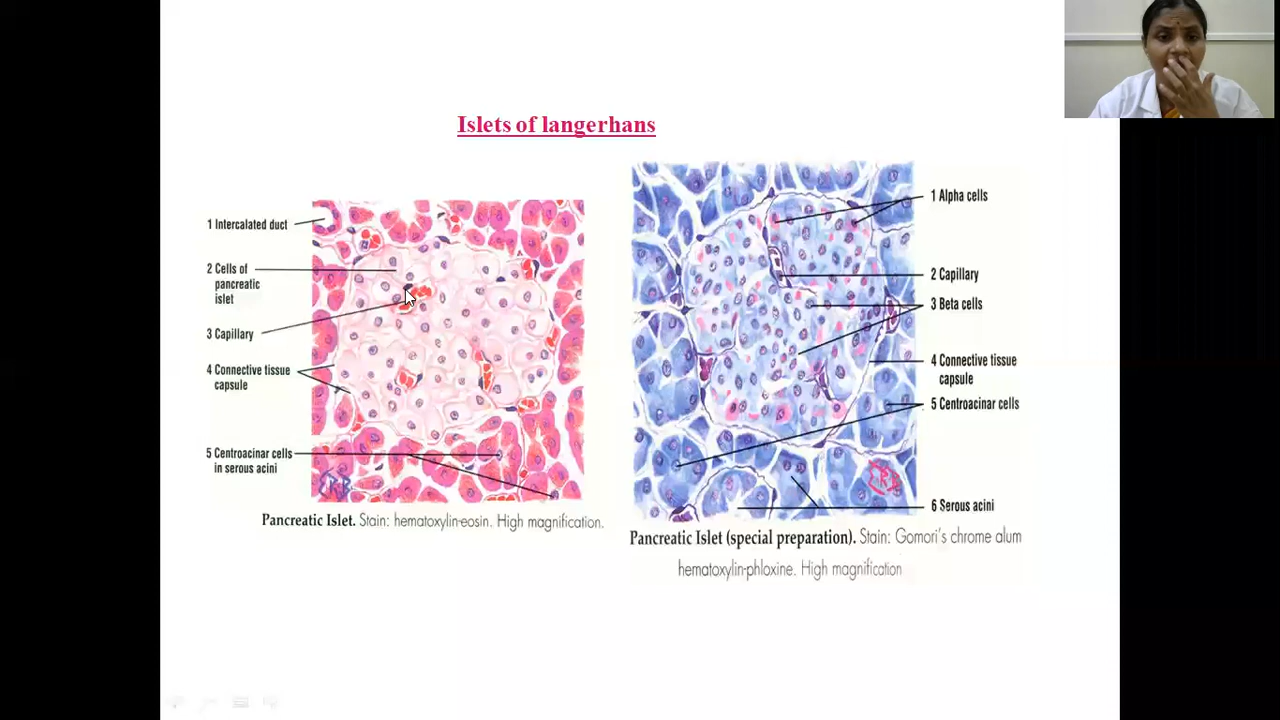 Islets of langerhans
1 Intercalated duct
2 Cells of
pancreatic
islet
3 Capillary
4 Connective tissue
capsule
5 Centroacinar cells
in serous acini
Pancreatic Islet. Stain: hematoxylin-eosin. High magnification.
1 Alpha cells
2 Capillary
3 Beta cells
4 Connective tissue
capsule
5 Centroacinar cells
6 Serous acini
Pancreatic Islet (special preparation). Stain: Gomori's chrome alum
hematoxylin-phloxine. High magnification